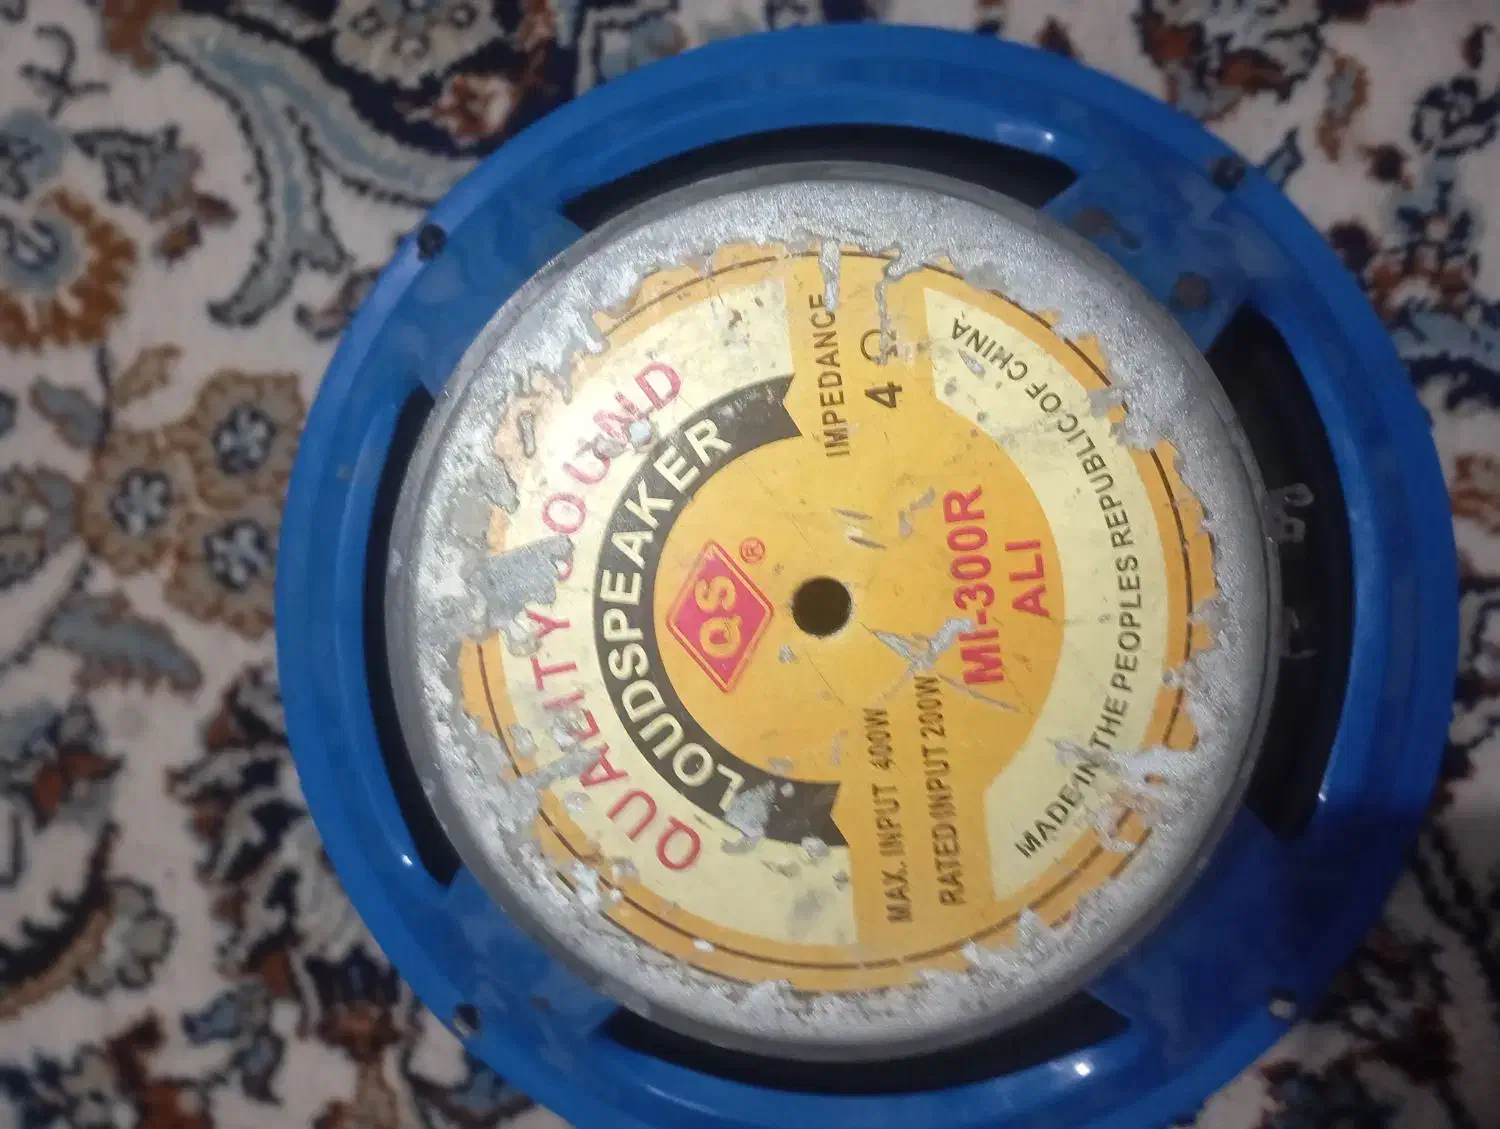 QUALITY SOUND
LOUDSPEAKER
QS ®
IMPEDANCE
4 Ω
MAX. INPUT 400W
RATED INPUT 200W
MI-300R
ALI
MADE IN THE PEOPLES REPUBLIC OF CHINA